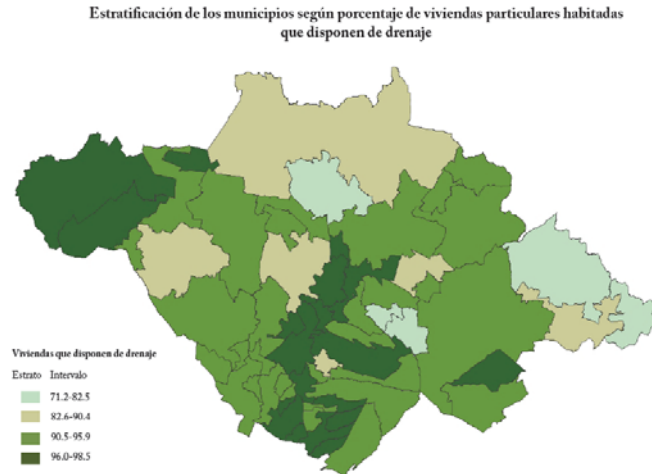 Estratificación de los municipios según porcentaje de viviendas particulares habitadas
que disponen de drenaje
Viviendas que disponen de drenaje
Estrato Intervalo
71.2-82.5
82.6-90.4
90.5-95.9
96.0-98.5